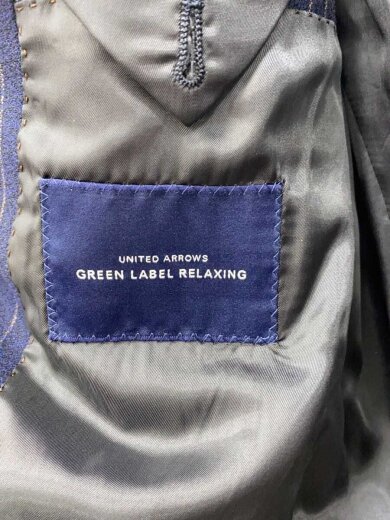 UNITED ARROWS
GREEN LABEL RELAXING